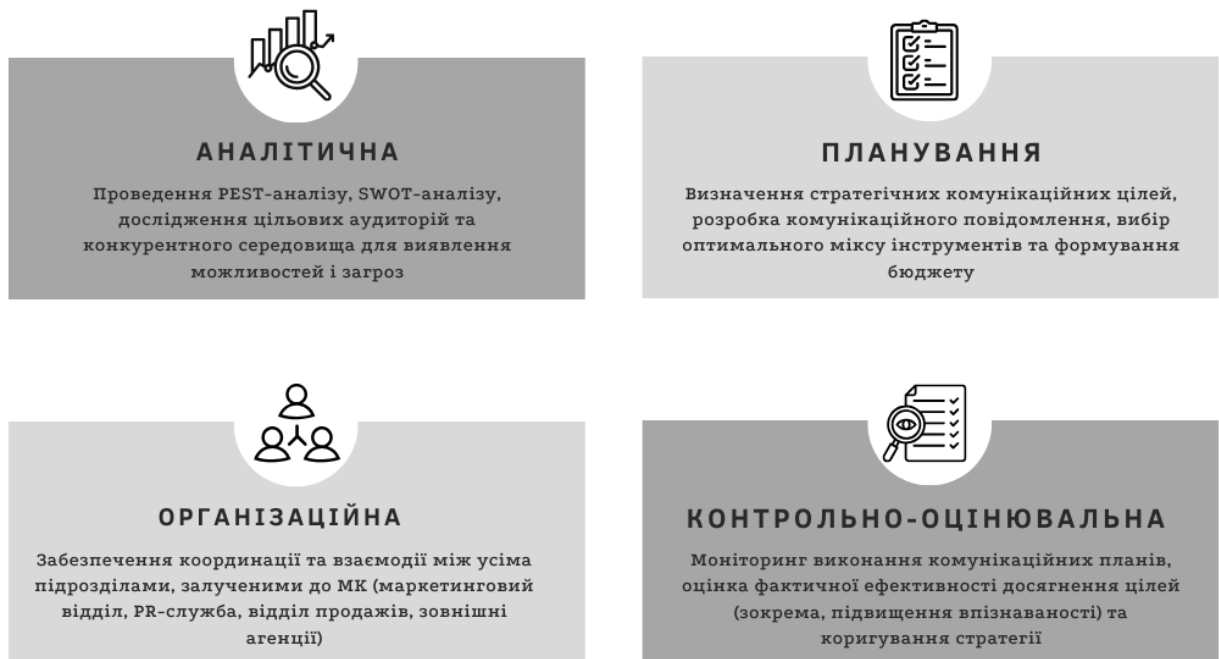 АНАЛІТИЧНА
Проведення PEST-аналізу, SWOT-аналізу,
дослідження цільових аудиторій та
конкурентного середовища для виявлення
можливостей і загроз
ПЛАНУВАННЯ
Визначення стратегічних комунікаційних цілей,
розробка комунікаційного повідомлення, вибір
оптимального міксу інструментів та формування
бюджету
ОРГАНІЗАЦІЙНА
Забезпечення координації та взаємодії між усіма
підрозділами, залученими до МК (маркетинговий
відділ, PR-служба, відділ продажів, зовнішні
агенції)
КОНТРОЛЬНО-ОЦІНЮВАЛЬНА
Моніторинг виконання комунікаційних планів,
оцінка фактичної ефективності досягнення цілей
(зокрема, підвищення впізнаваності) та
коригування стратегії